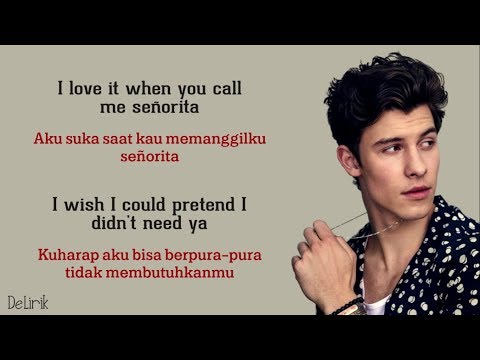 I love it when you call
me señorita
Aku suka saat kau memanggilku
señorita
I wish I could pretend I
didn't need ya
Kuharap aku bisa berpura-pura
tidak membutuhkanmu
DeLirik